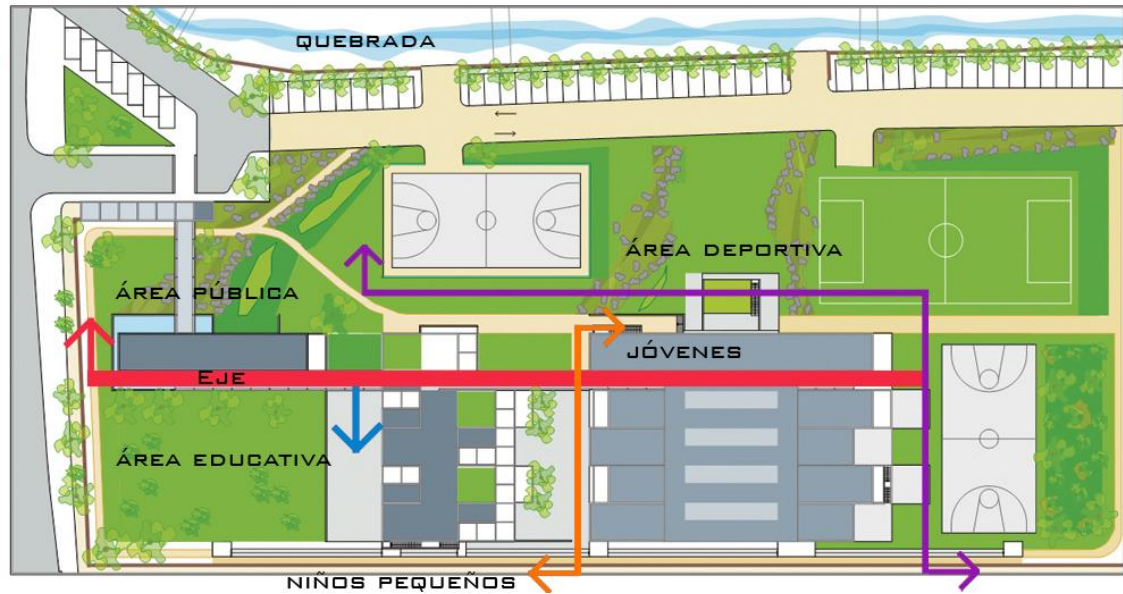 QUEBRADA
ÁREA DEPORTIVA
ÁREA PÚBLICA
JÓVENES
EJE
ÁREA EDUCATIVA
NIÑOS PEQUEÑOS